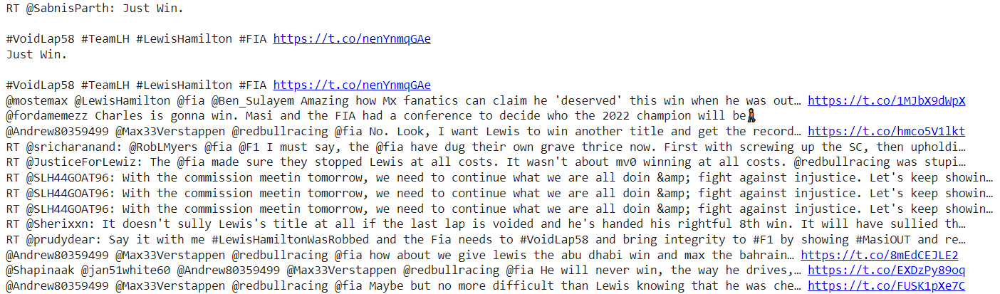 RT @SabnisParth: Just Win.
#VoidLap58 #TeamLH #LewisHamilton #FIA https://t.co/nenYnmqGAe
Just Win.
#VoidLap58 #TeamLH #LewisHamilton #FIA https://t.co/nenYnmqGAe
@mostemax @LewisHamilton @fia @Ben_Sulayem Amazing how Mx fanatics can claim he 'deserved' this win when he was out… https://t.co/1MJbX9dWpX
@fordamemezz Charles is gonna win. Masi and the FIA had a conference to decide who the 2022 champion will be🧍🏾‍♂️
@Andrew80359499 @Max33Verstappen @redbullracing @fia No. Look, I want Lewis to win another title and get the record… https://t.co/hmco5V1lkt
RT @sricharanand: @RobLMyers @fia @F1 I must say, the @fia have dug their own grave thrice now. First with screwing up the SC, then upholdi…
RT @JusticeForLewiz: The @fia made sure they stopped Lewis at all costs. It wasn't about mv0 winning at all costs. @redbullracing was stupi…
RT @SLH44GOAT96: With the commission meetin tomorrow, we need to continue what we are all doin &amp; fight against injustice. Let's keep showin…
RT @SLH44GOAT96: With the commission meetin tomorrow, we need to continue what we are all doin &amp; fight against injustice. Let's keep showin…
RT @SLH44GOAT96: With the commission meetin tomorrow, we need to continue what we are all doin &amp; fight against injustice. Let's keep showin…
RT @Sherixxn: It doesn't sully Lewis's title at all if the last lap is voided and he's handed his rightful 8th win. It will have sullied th…
RT @prudydear: Say it with me #LewisHamiltonWasRobbed and the Fia needs to #VoidLap58 and bring integrity to #F1 by showing #MasiOUT and re…
@Andrew80359499 @Max33Verstappen @redbullracing @fia how about we give lewis the abu dhabi win and max the bahrain… https://t.co/8mEdCEJLE2
@Shapinaak @jan51white60 @Andrew80359499 @Max33Verstappen @redbullracing @fia He will never win, the way he drives,… https://t.co/EXDzPy89oq
@Andrew80359499 @Max33Verstappen @redbullracing @fia Maybe but no more difficult than Lewis knowing that he was che… https://t.co/FUSK1pXe7C